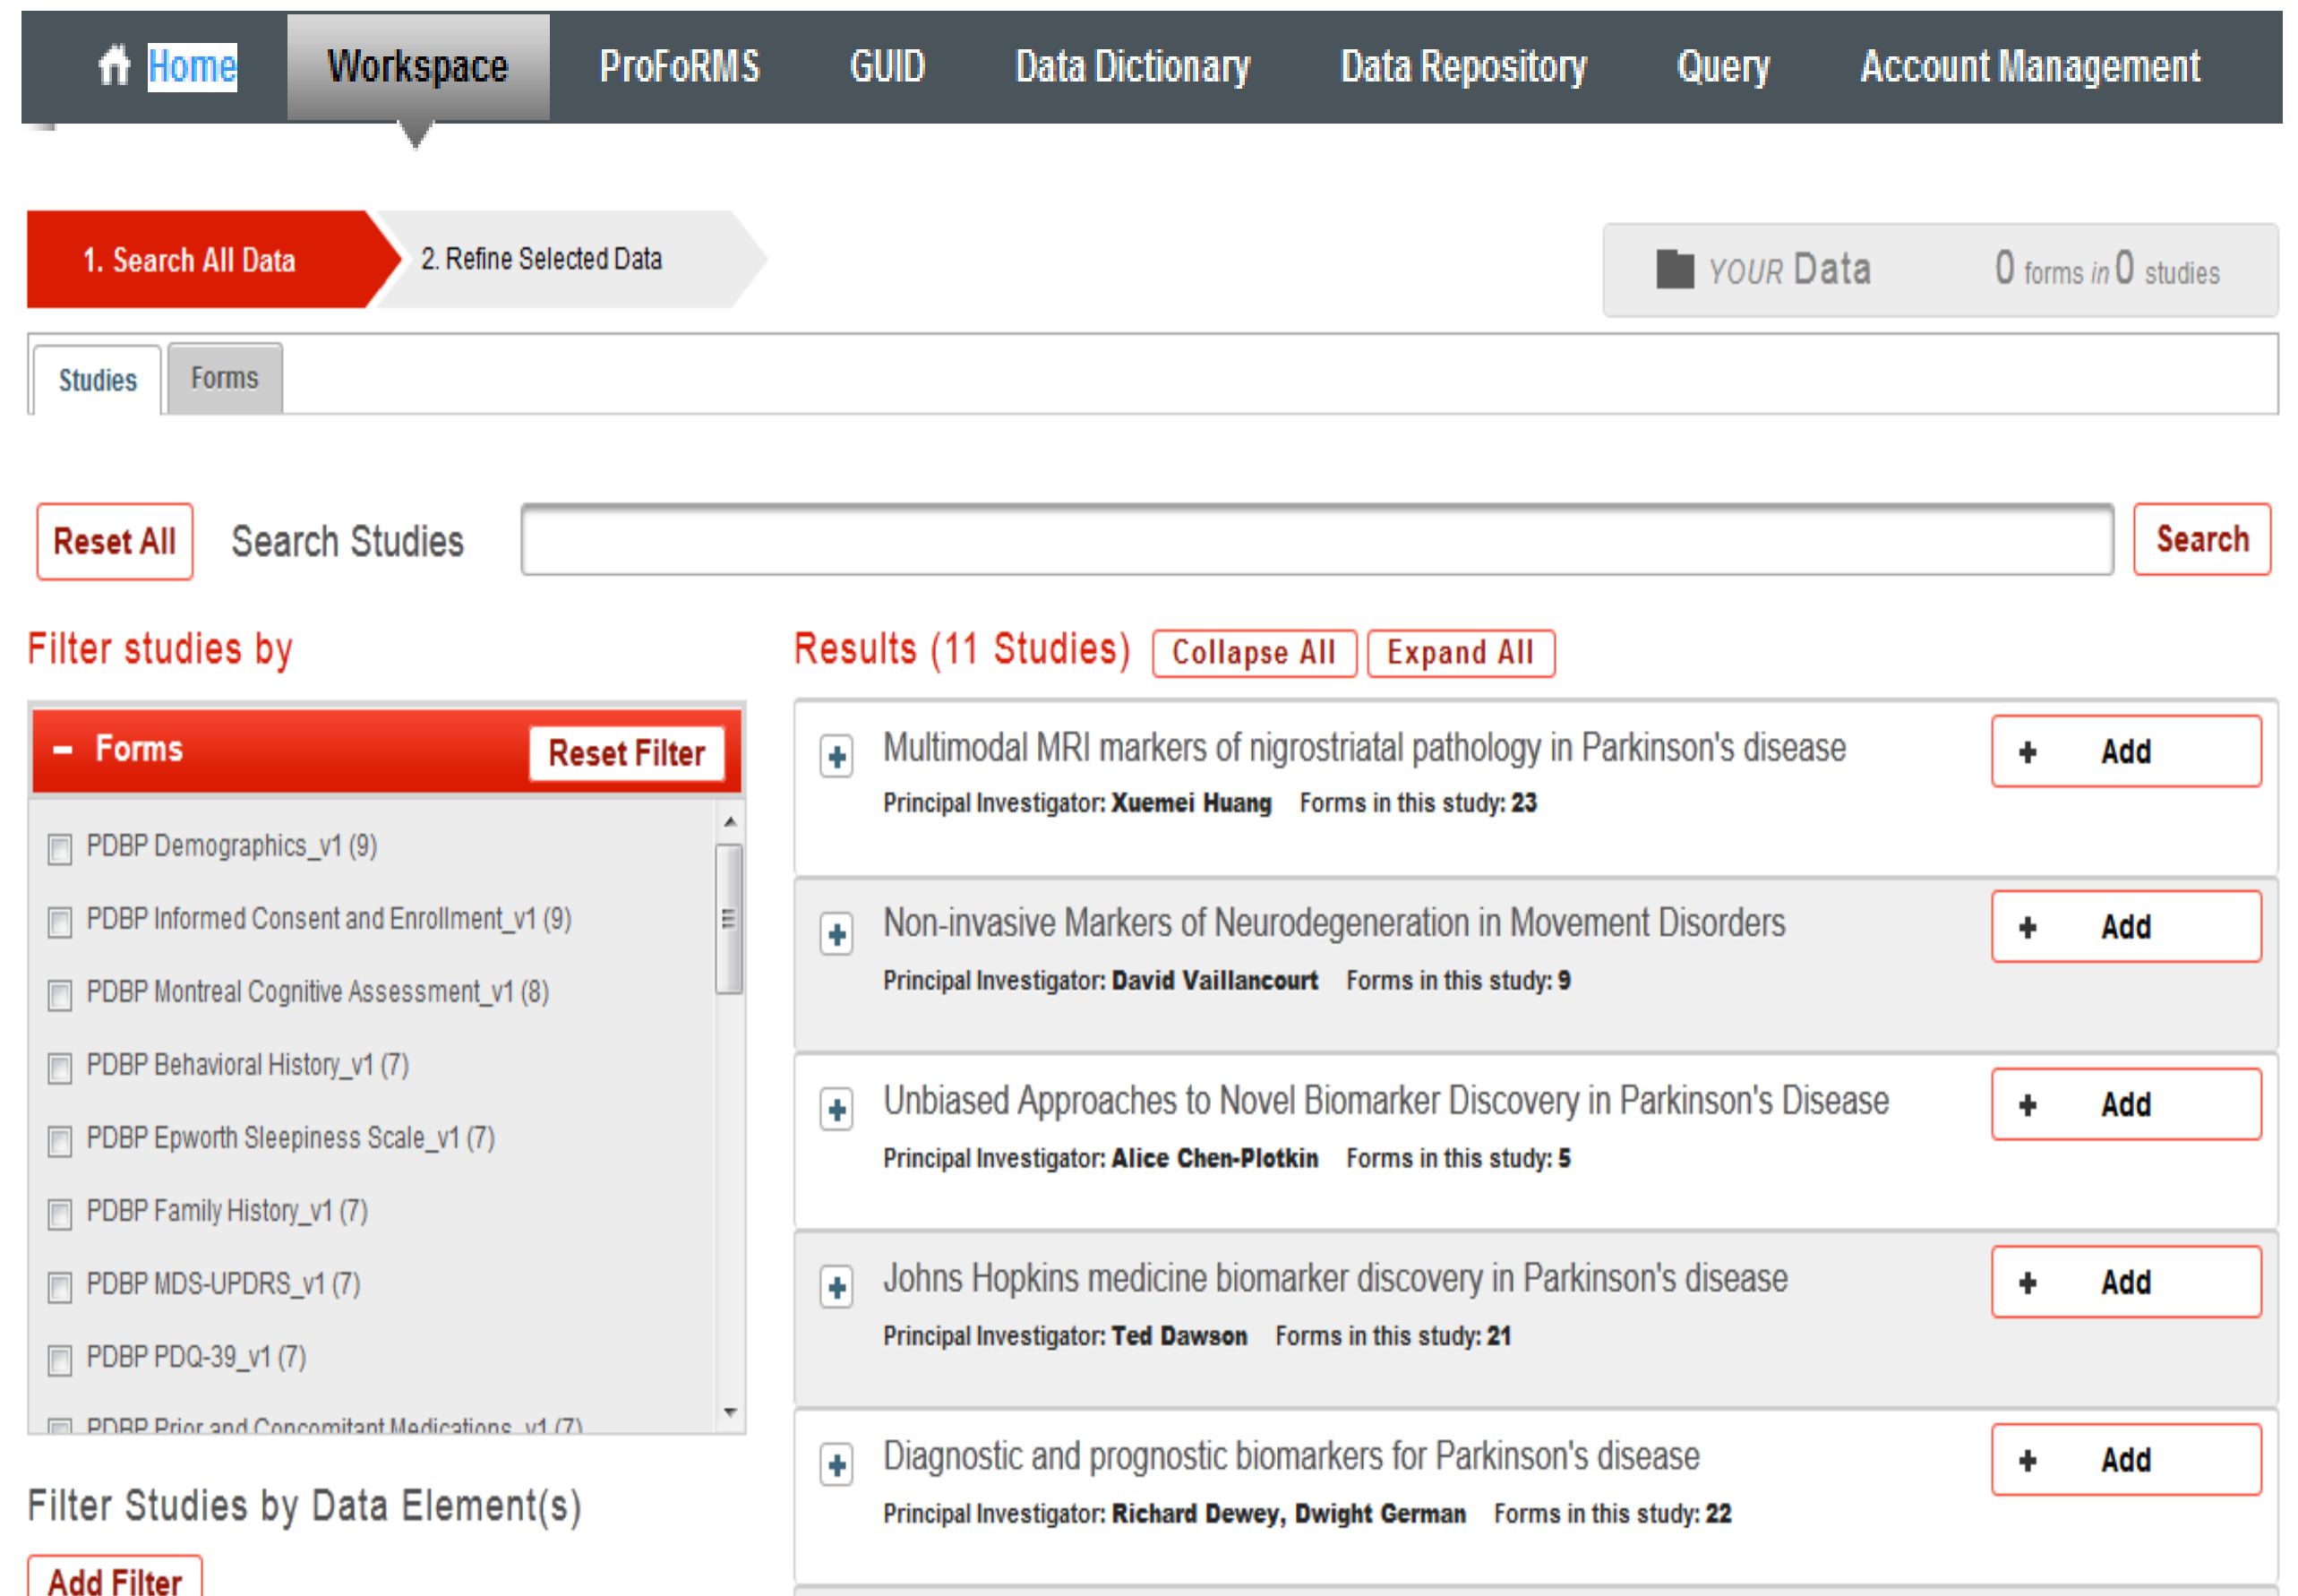 Home Workspace ProFoRMS GUID Data Dictionary Data Repository Query Account Management
1. Search All Data 2. Refine Selected Data YOUR Data 0 forms in 0 studies
Studies Forms
Reset All Search Studies Search
Filter studies by
Forms Reset Filter
PDBP Demographics_v1 (9)
PDBP Informed Consent and Enrollment_v1 (9)
PDBP Montreal Cognitive Assessment_v1 (8)
PDBP Behavioral History_v1 (7)
PDBP Epworth Sleepiness Scale_v1 (7)
PDBP Family History_v1 (7)
PDBP MDS-UPDRS_v1 (7)
PDBP PDQ-39_v1 (7)
PDBP Prior and Concomitant Medications_v1 (7)
Filter Studies by Data Element(s)
Add Filter
Results (11 Studies) Collapse All Expand All
Multimodal MRI markers of nigrostriatal pathology in Parkinson's disease + Add
Principal Investigator: Xuemei Huang Forms in this study: 23
Non-invasive Markers of Neurodegeneration in Movement Disorders + Add
Principal Investigator: David Vaillancourt Forms in this study: 9
Unbiased Approaches to Novel Biomarker Discovery in Parkinson's Disease + Add
Principal Investigator: Alice Chen-Plotkin Forms in this study: 5
Johns Hopkins medicine biomarker discovery in Parkinson's disease + Add
Principal Investigator: Ted Dawson Forms in this study: 21
Diagnostic and prognostic biomarkers for Parkinson's disease + Add
Principal Investigator: Richard Dewey, Dwight German Forms in this study: 22